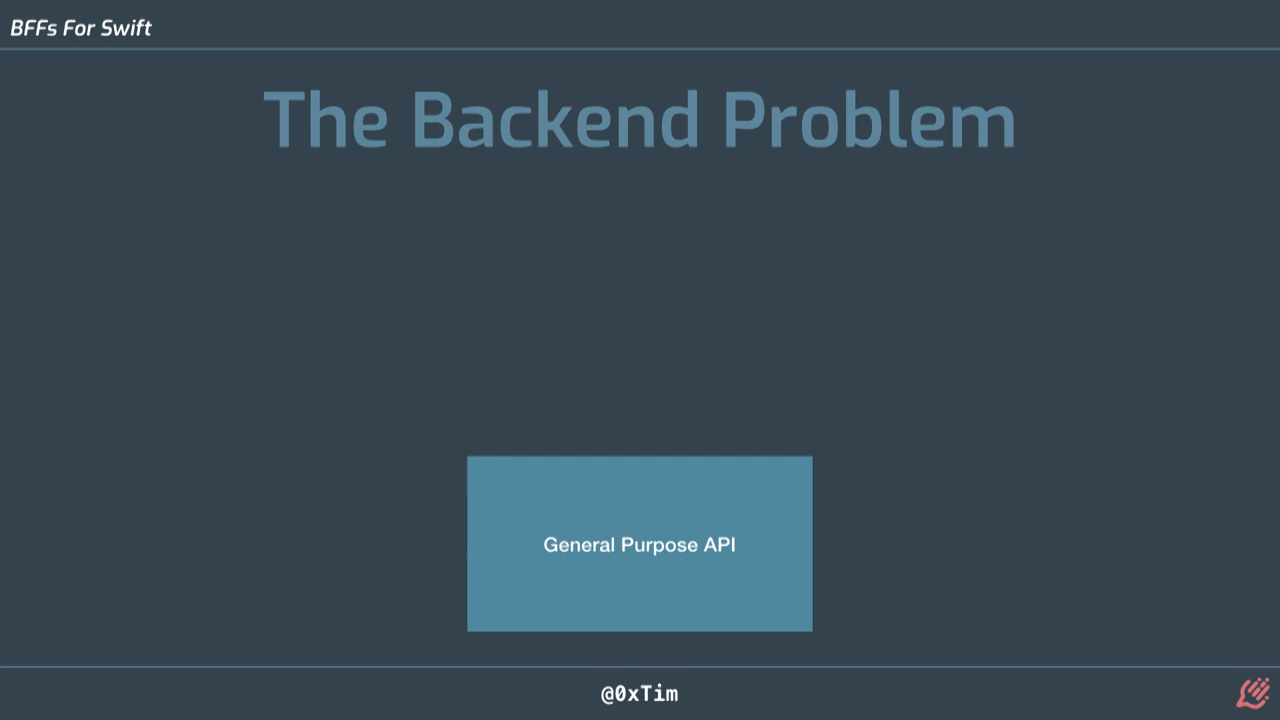 BFFs For Swift
The Backend Problem
General Purpose API
@0xTim